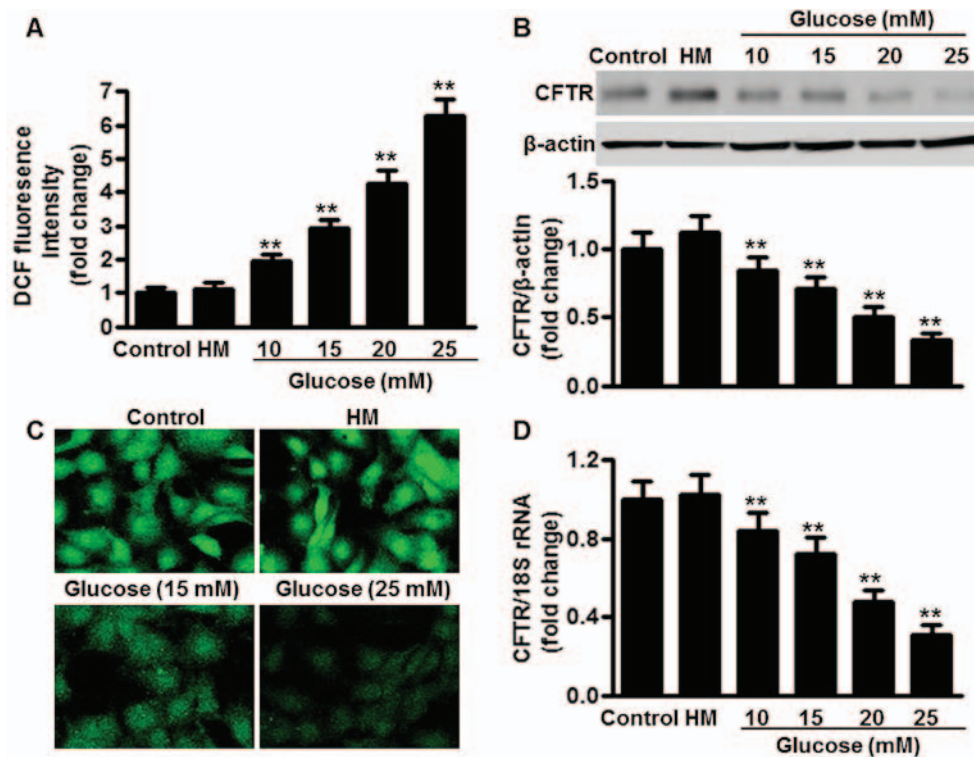 A
DCF fluoresence
Intensity
(fold change)
7
6
5
4
3
2
1
0
**
**
**
**
Control HM 10 15 20 25
Glucose (mM)
B
Glucose (mM)
Control HM 10 15 20 25
CFTR
β-actin
CFTR/β-actin
(fold change)
1.5
1.0
0.5
0.0
**
**
**
**
C
Control HM
Glucose (15 mM) Glucose (25 mM)
D
CFTR/18S rRNA
(fold change)
1.2
0.8
0.4
0.0
**
**
**
**
Control HM 10 15 20 25
Glucose (mM)